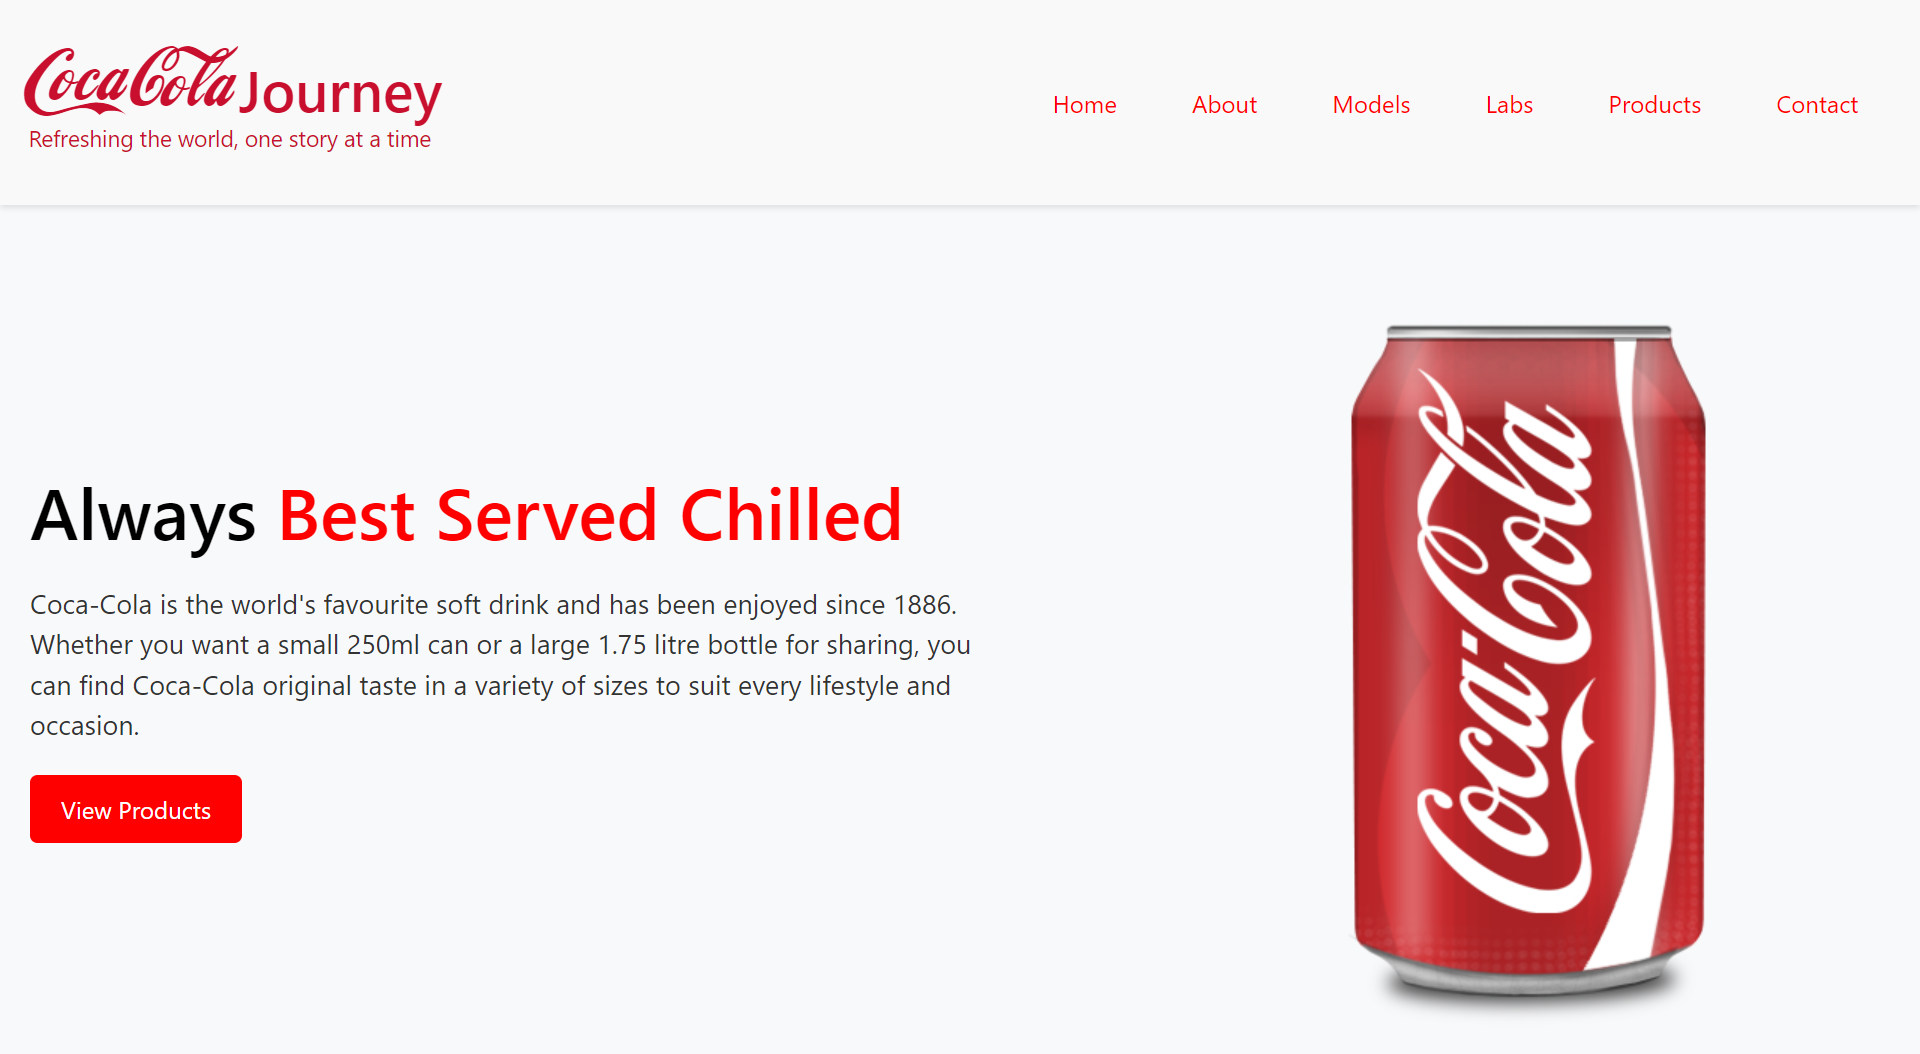 Coca-Cola Journey
Refreshing the world, one story at a time
Home About Models Labs Products Contact
Always Best Served Chilled
Coca-Cola is the world's favourite soft drink and has been enjoyed since 1886.
Whether you want a small 250ml can or a large 1.75 litre bottle for sharing, you
can find Coca-Cola original taste in a variety of sizes to suit every lifestyle and
occasion.
View Products
Coca-Cola